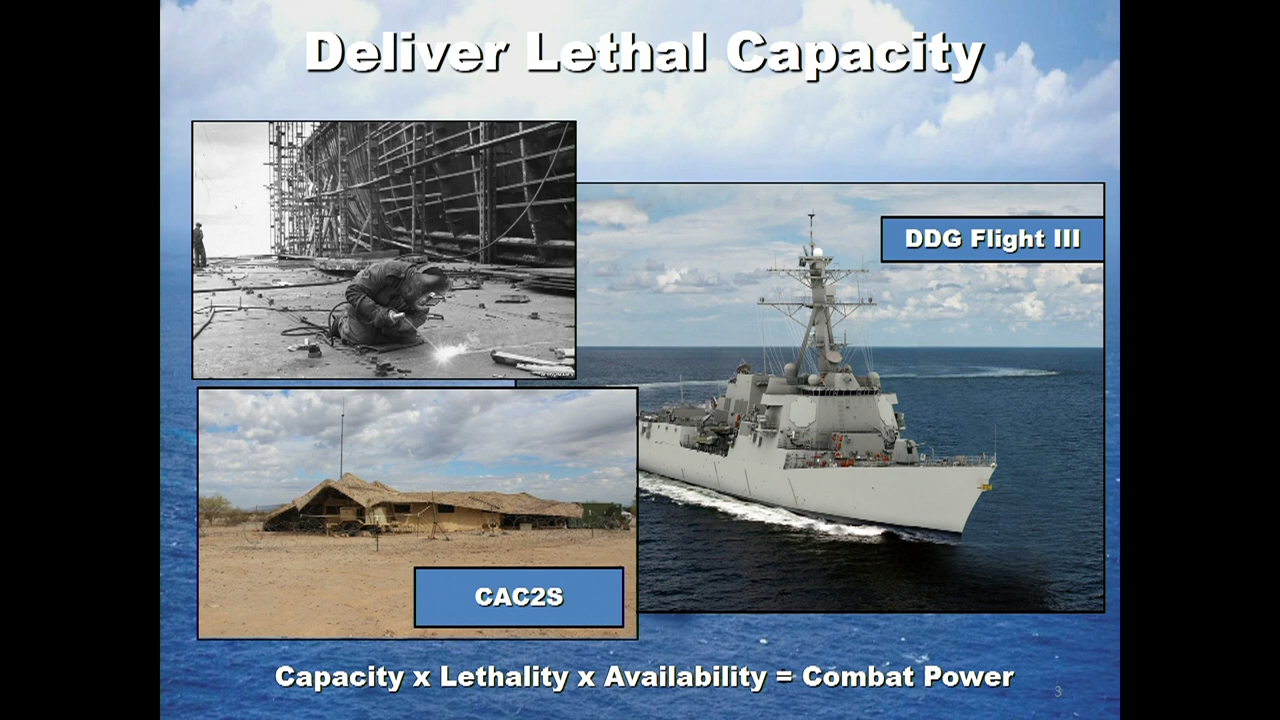 Deliver Lethal Capacity
DDG Flight III
CAC2S
Capacity x Lethality x Availability = Combat Power
3